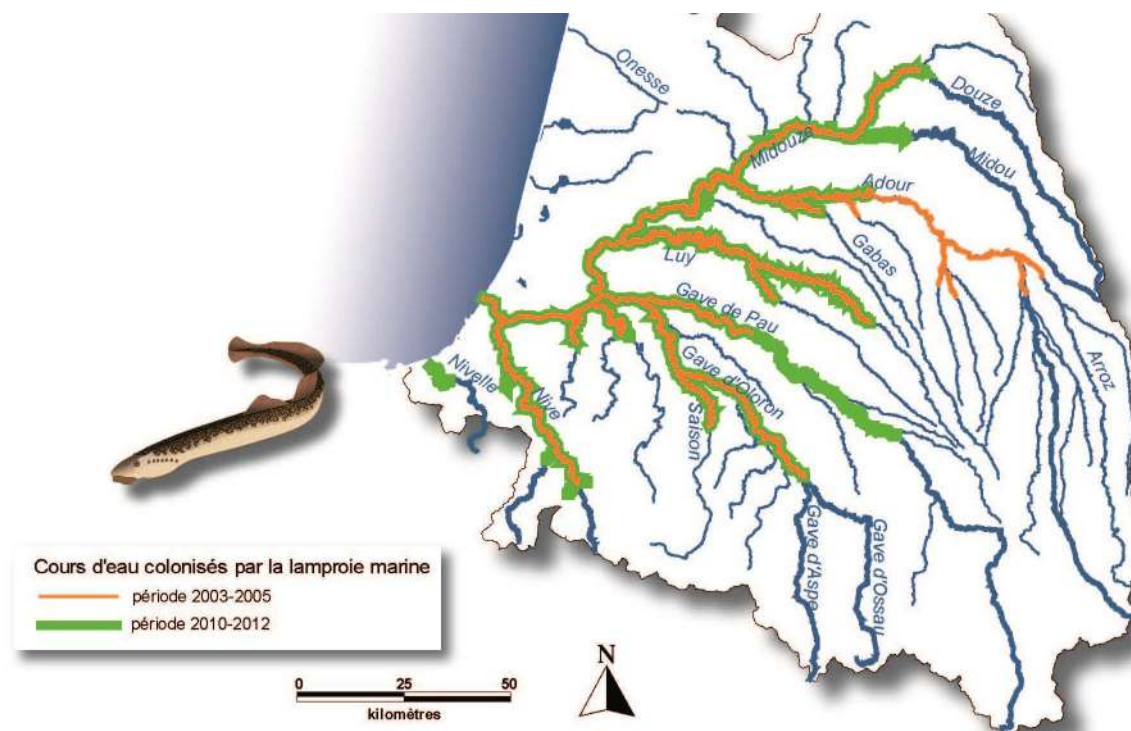 Onesse
Douze
Midouze
Midou
Adour
Gabas
Luy
Gave de Pau
Arroz
Nivelle
Nive
Gave d'Oloron
Saison
Gave d'Aspe
Gave d'Ossau
Cours d'eau colonisés par la lamproie marine
période 2003-2005
période 2010-2012
N
0 25 50
kilomètres